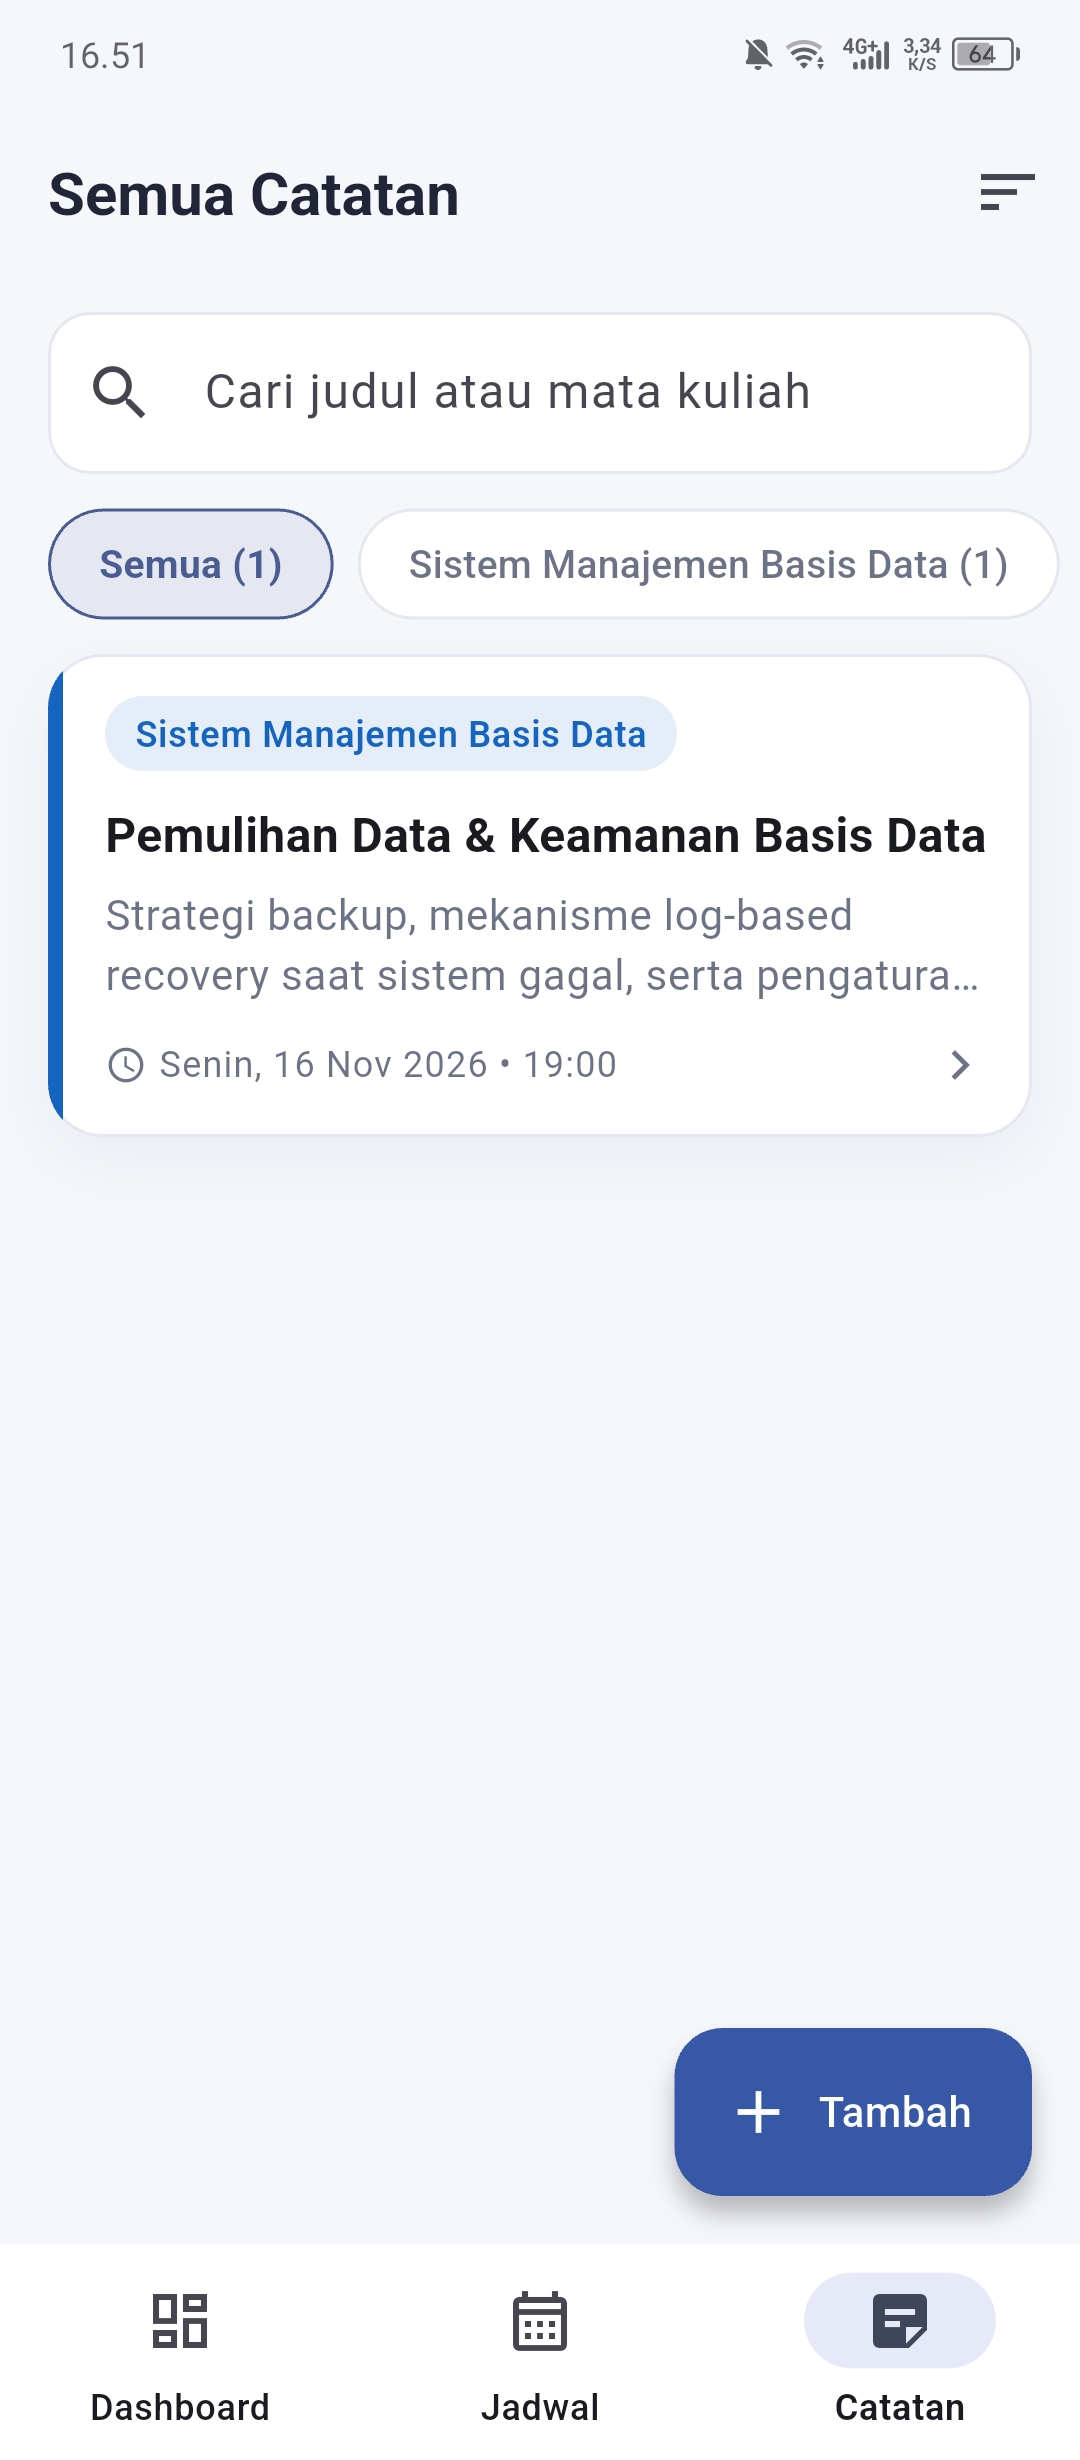 16.51
4G+ 3,34 K/S 64
Semua Catatan
Cari judul atau mata kuliah
Semua (1) Sistem Manajemen Basis Data (1)
Sistem Manajemen Basis Data
Pemulihan Data & Keamanan Basis Data
Strategi backup, mekanisme log-based
recovery saat sistem gagal, serta pengatura...
Senin, 16 Nov 2026 • 19:00
Tambah
Dashboard Jadwal Catatan